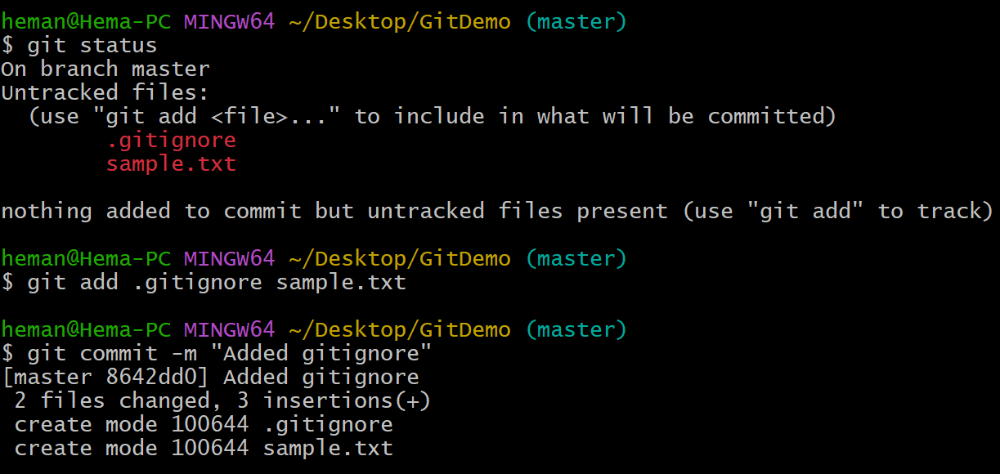 heman@Hema-PC MINGW64 ~/Desktop/GitDemo (master)
$ git status
On branch master
Untracked files:
  (use "git add <file>..." to include in what will be committed)
        .gitignore
        sample.txt

nothing added to commit but untracked files present (use "git add" to track)

heman@Hema-PC MINGW64 ~/Desktop/GitDemo (master)
$ git add .gitignore sample.txt

heman@Hema-PC MINGW64 ~/Desktop/GitDemo (master)
$ git commit -m "Added gitignore"
[master 8642dd0] Added gitignore
 2 files changed, 3 insertions(+)
 create mode 100644 .gitignore
 create mode 100644 sample.txt